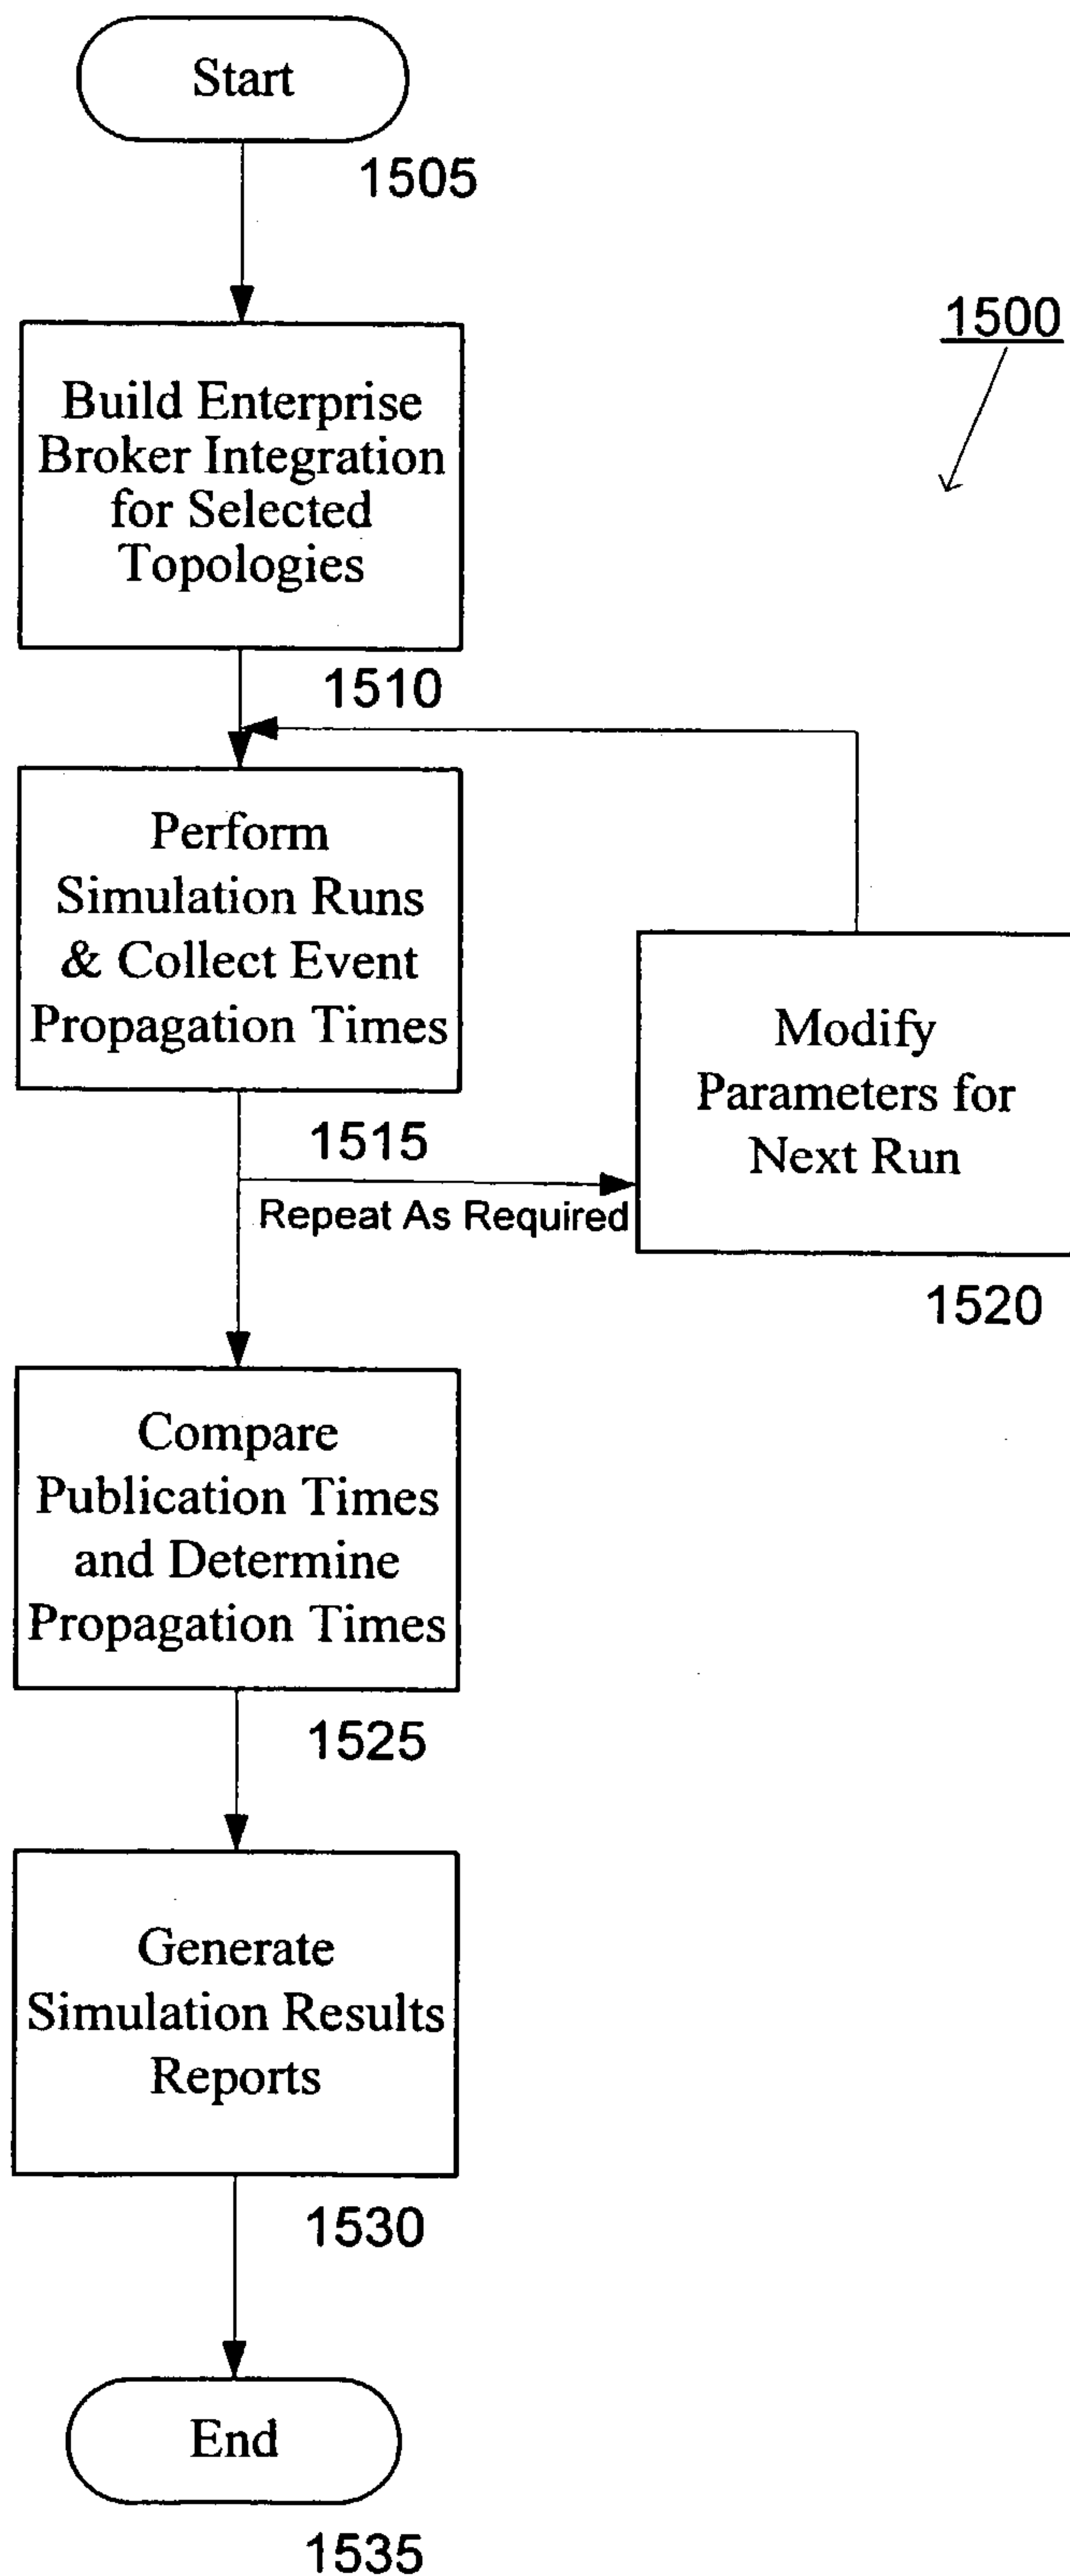 Start
1505
1500
Build Enterprise
Broker Integration
for Selected
Topologies
1510
Perform
Simulation Runs
& Collect Event
Propagation Times
1515
Repeat As Required
Modify
Parameters for
Next Run
1520
Compare
Publication Times
and Determine
Propagation Times
1525
Generate
Simulation Results
Reports
1530
End
1535